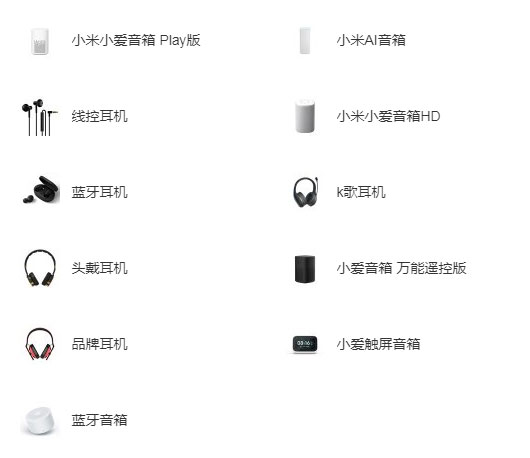 小米小爱音箱 Play版
小米AI音箱
线控耳机
小米小爱音箱HD
蓝牙耳机
k歌耳机
头戴耳机
小爱音箱 万能遥控版
品牌耳机
小爱触屏音箱
蓝牙音箱